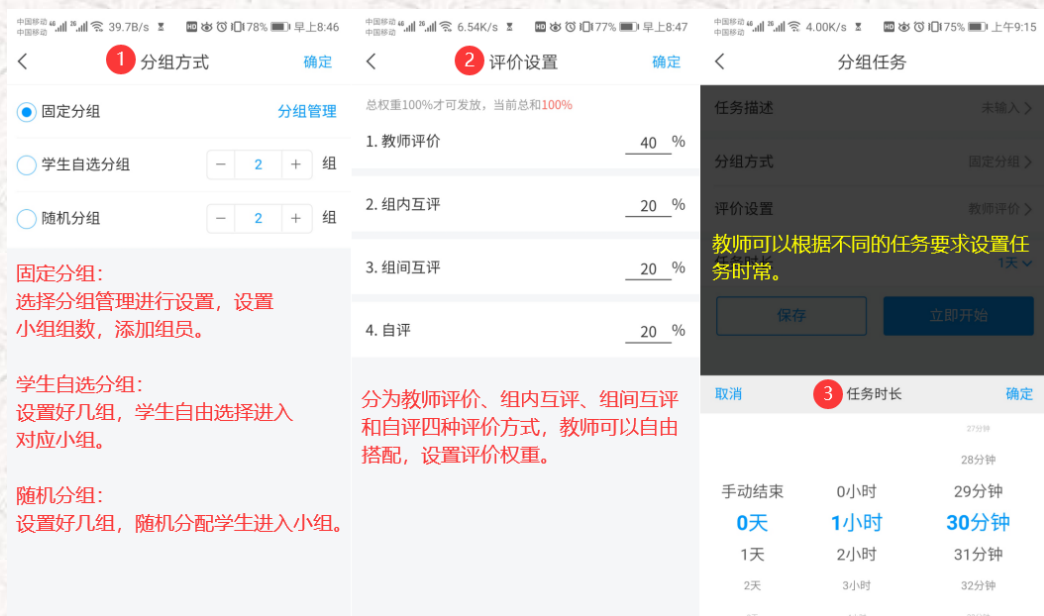 中国移动
中国移动
39.7B/s
78%
早上8:46
1
分组方式
确定
固定分组
分组管理
学生自选分组
− 2 + 组
随机分组
− 2 + 组
固定分组：
选择分组管理进行设置，设置
小组组数，添加组员。
学生自选分组：
设置好几组，学生自由选择进入
对应小组。
随机分组：
设置好几组，随机分配学生进入小组。
中国移动
中国移动
6.54K/s
77%
早上8:47
2
评价设置
确定
总权重100%才可发放，当前总和100%
1. 教师评价 40 %
2. 组内互评 20 %
3. 组间互评 20 %
4. 自评 20 %
分为教师评价、组内互评、组间互评
和自评四种评价方式，教师可以自由
搭配，设置评价权重。
中国移动
中国移动
4.00K/s
75%
上午9:15
分组任务
任务描述 未输入
分组方式 固定分组
评价设置 教师评价
教师可以根据不同的任务要求设置任
务时常。
任务时长 1天
保存 立即开始
取消 3 任务时长 确定
27分钟
28分钟
手动结束 0小时 29分钟
0天 1小时 30分钟
1天 2小时 31分钟
2天 3小时 32分钟